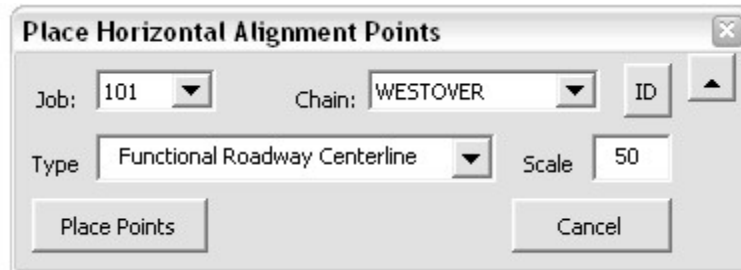 Place Horizontal Alignment Points
Job: 101 Chain: WESTOVER ID
Type Functional Roadway Centerline Scale 50
Place Points Cancel